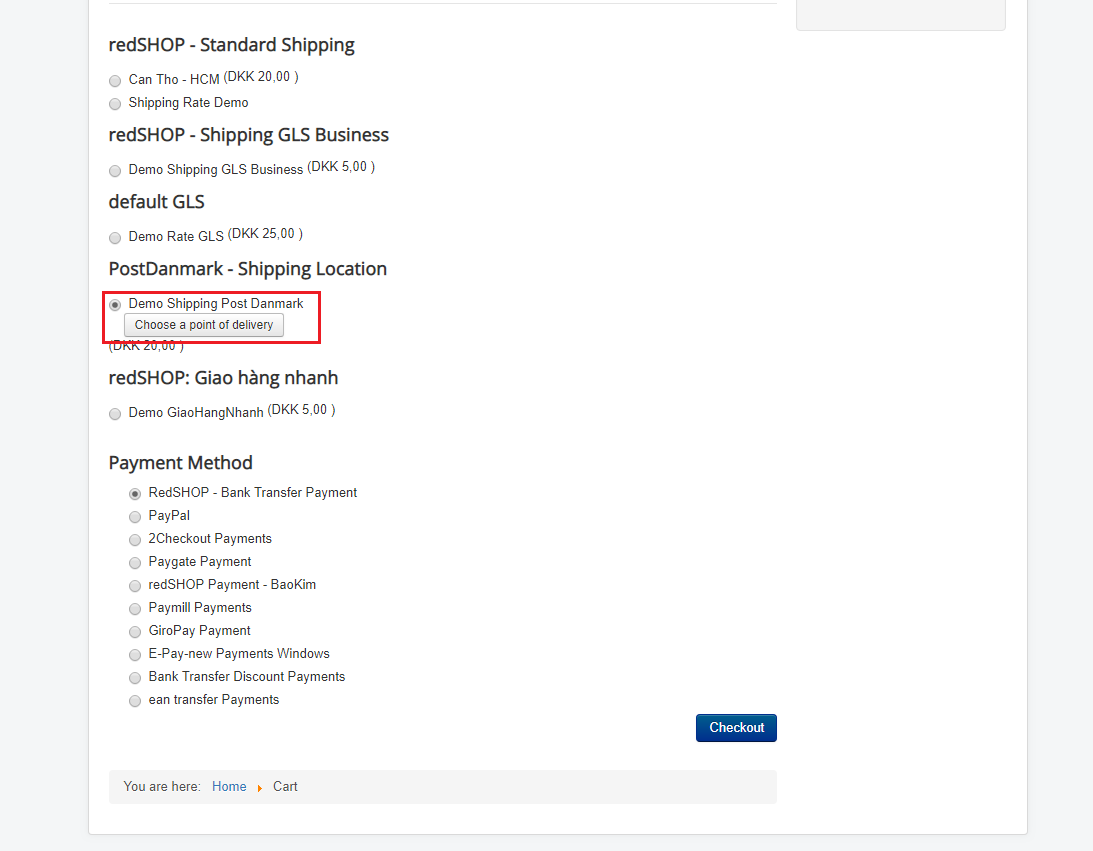 redSHOP - Standard Shipping
Can Tho - HCM (DKK 20,00 )
Shipping Rate Demo
redSHOP - Shipping GLS Business
Demo Shipping GLS Business (DKK 5,00 )
default GLS
Demo Rate GLS (DKK 25,00 )
PostDanmark - Shipping Location
Demo Shipping Post Danmark
Choose a point of delivery
(DKK 20,00 )
redSHOP: Giao hàng nhanh
Demo GiaoHangNhanh (DKK 5,00 )
Payment Method
RedSHOP - Bank Transfer Payment
PayPal
2Checkout Payments
Paygate Payment
redSHOP Payment - BaoKim
Paymill Payments
GiroPay Payment
E-Pay-new Payments Windows
Bank Transfer Discount Payments
ean transfer Payments
Checkout
You are here: Home Cart